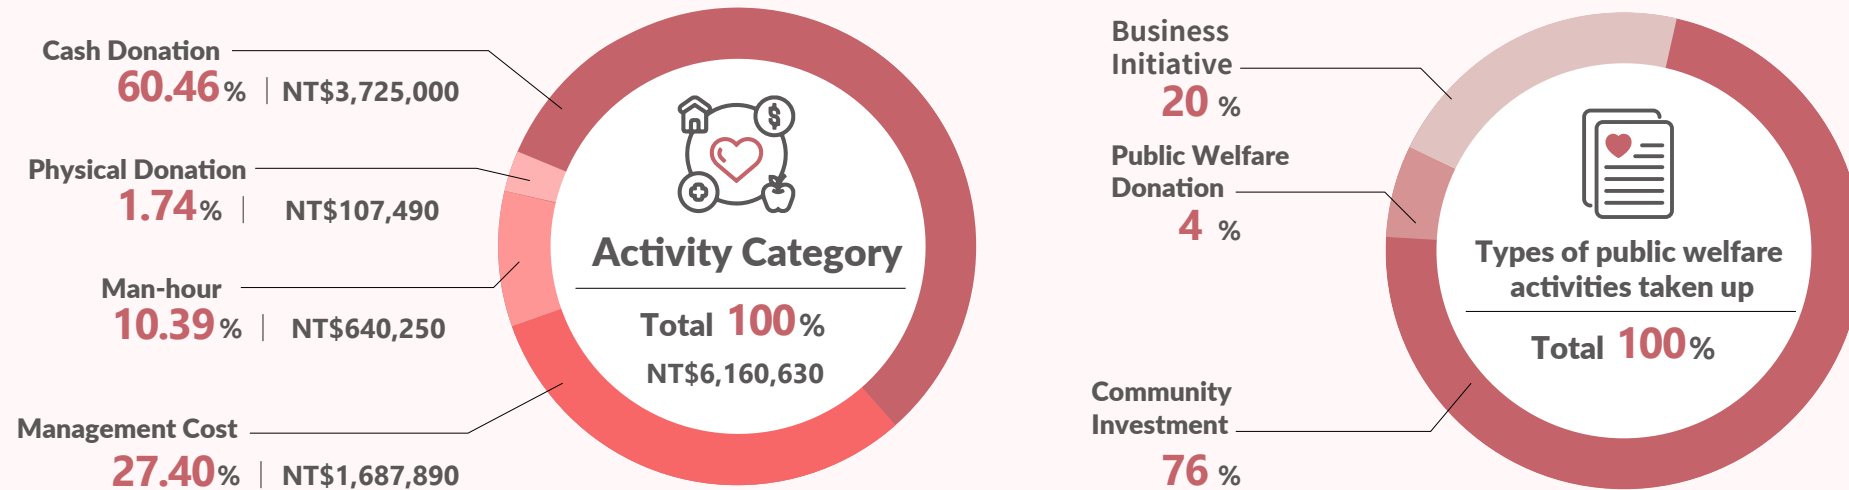 Cash Donation
60.46% | NT$3,725,000
Physical Donation
1.74% | NT$107,490
Man-hour
10.39% | NT$640,250
Management Cost
27.40% | NT$1,687,890
$
Activity Category
Total 100%
NT$6,160,630
Business
Initiative
20 %
Public Welfare
Donation
4 %
Community
Investment
76 %
Types of public welfare
activities taken up
Total 100%